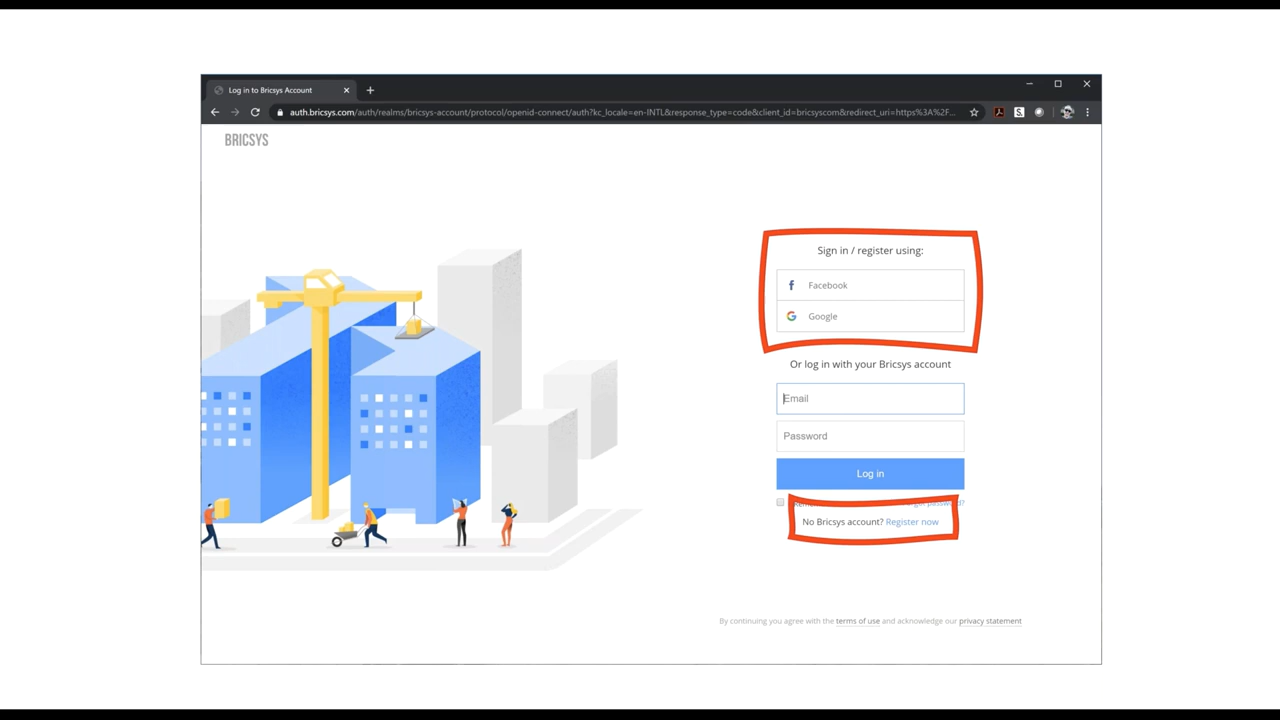 Log in to Bricsys Account
auth.bricsys.com/auth/realms/bricsys-account/protocol/openid-connect/auth?kc_locale=en-INTL&response_type=code&client_id=bricsyscom&redirect_uri=https%3A%2F...
BRICSYS
Sign in / register using:
Facebook
Google
Or log in with your Bricsys account
Email
Password
Log in
No Bricsys account? Register now
By continuing you agree with the terms of use and acknowledge our privacy statement